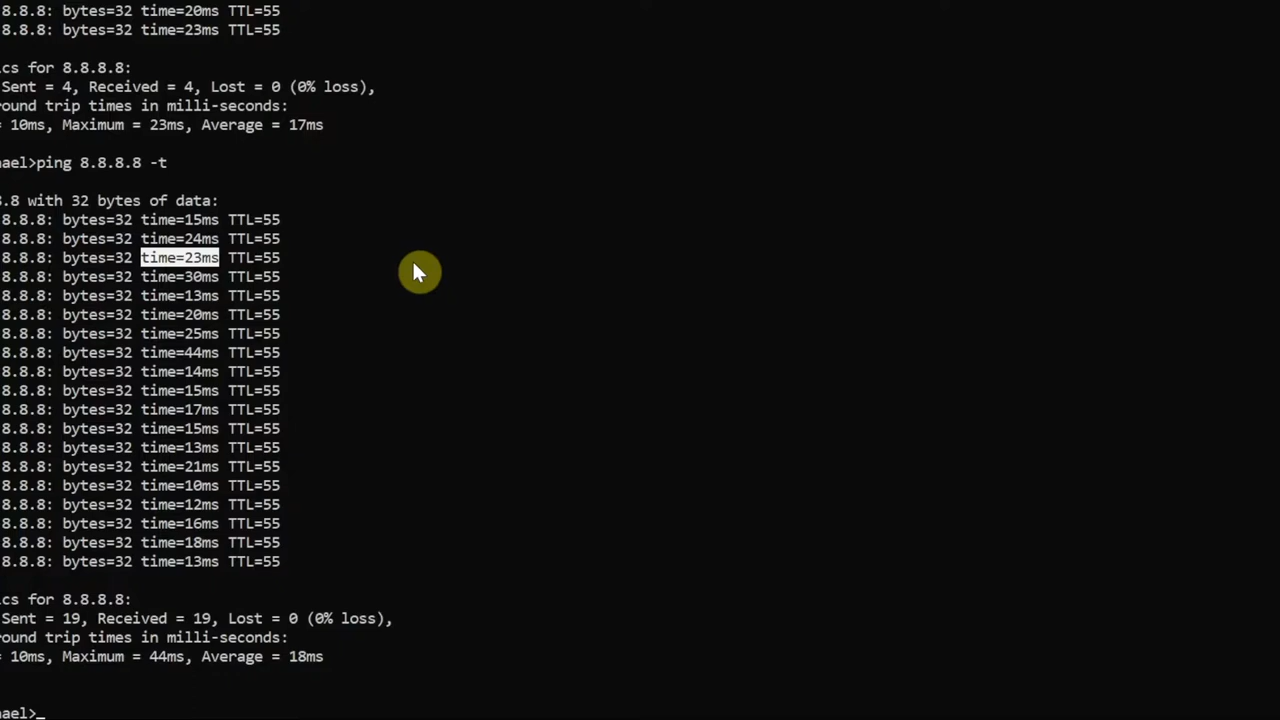 8.8.8: bytes=32 time=20ms TTL=55
8.8.8: bytes=32 time=23ms TTL=55
ics for 8.8.8.8:
Sent = 4, Received = 4, Lost = 0 (0% loss),
round trip times in milli-seconds:
= 10ms, Maximum = 23ms, Average = 17ms
nael>ping 8.8.8.8 -t
8.8 with 32 bytes of data:
8.8.8: bytes=32 time=15ms TTL=55
8.8.8: bytes=32 time=24ms TTL=55
8.8.8: bytes=32 time=23ms TTL=55
8.8.8: bytes=32 time=30ms TTL=55
8.8.8: bytes=32 time=13ms TTL=55
8.8.8: bytes=32 time=20ms TTL=55
8.8.8: bytes=32 time=25ms TTL=55
8.8.8: bytes=32 time=44ms TTL=55
8.8.8: bytes=32 time=14ms TTL=55
8.8.8: bytes=32 time=15ms TTL=55
8.8.8: bytes=32 time=17ms TTL=55
8.8.8: bytes=32 time=15ms TTL=55
8.8.8: bytes=32 time=13ms TTL=55
8.8.8: bytes=32 time=21ms TTL=55
8.8.8: bytes=32 time=10ms TTL=55
8.8.8: bytes=32 time=12ms TTL=55
8.8.8: bytes=32 time=16ms TTL=55
8.8.8: bytes=32 time=18ms TTL=55
8.8.8: bytes=32 time=13ms TTL=55
ics for 8.8.8.8:
Sent = 19, Received = 19, Lost = 0 (0% loss),
round trip times in milli-seconds:
= 10ms, Maximum = 44ms, Average = 18ms
nael>_